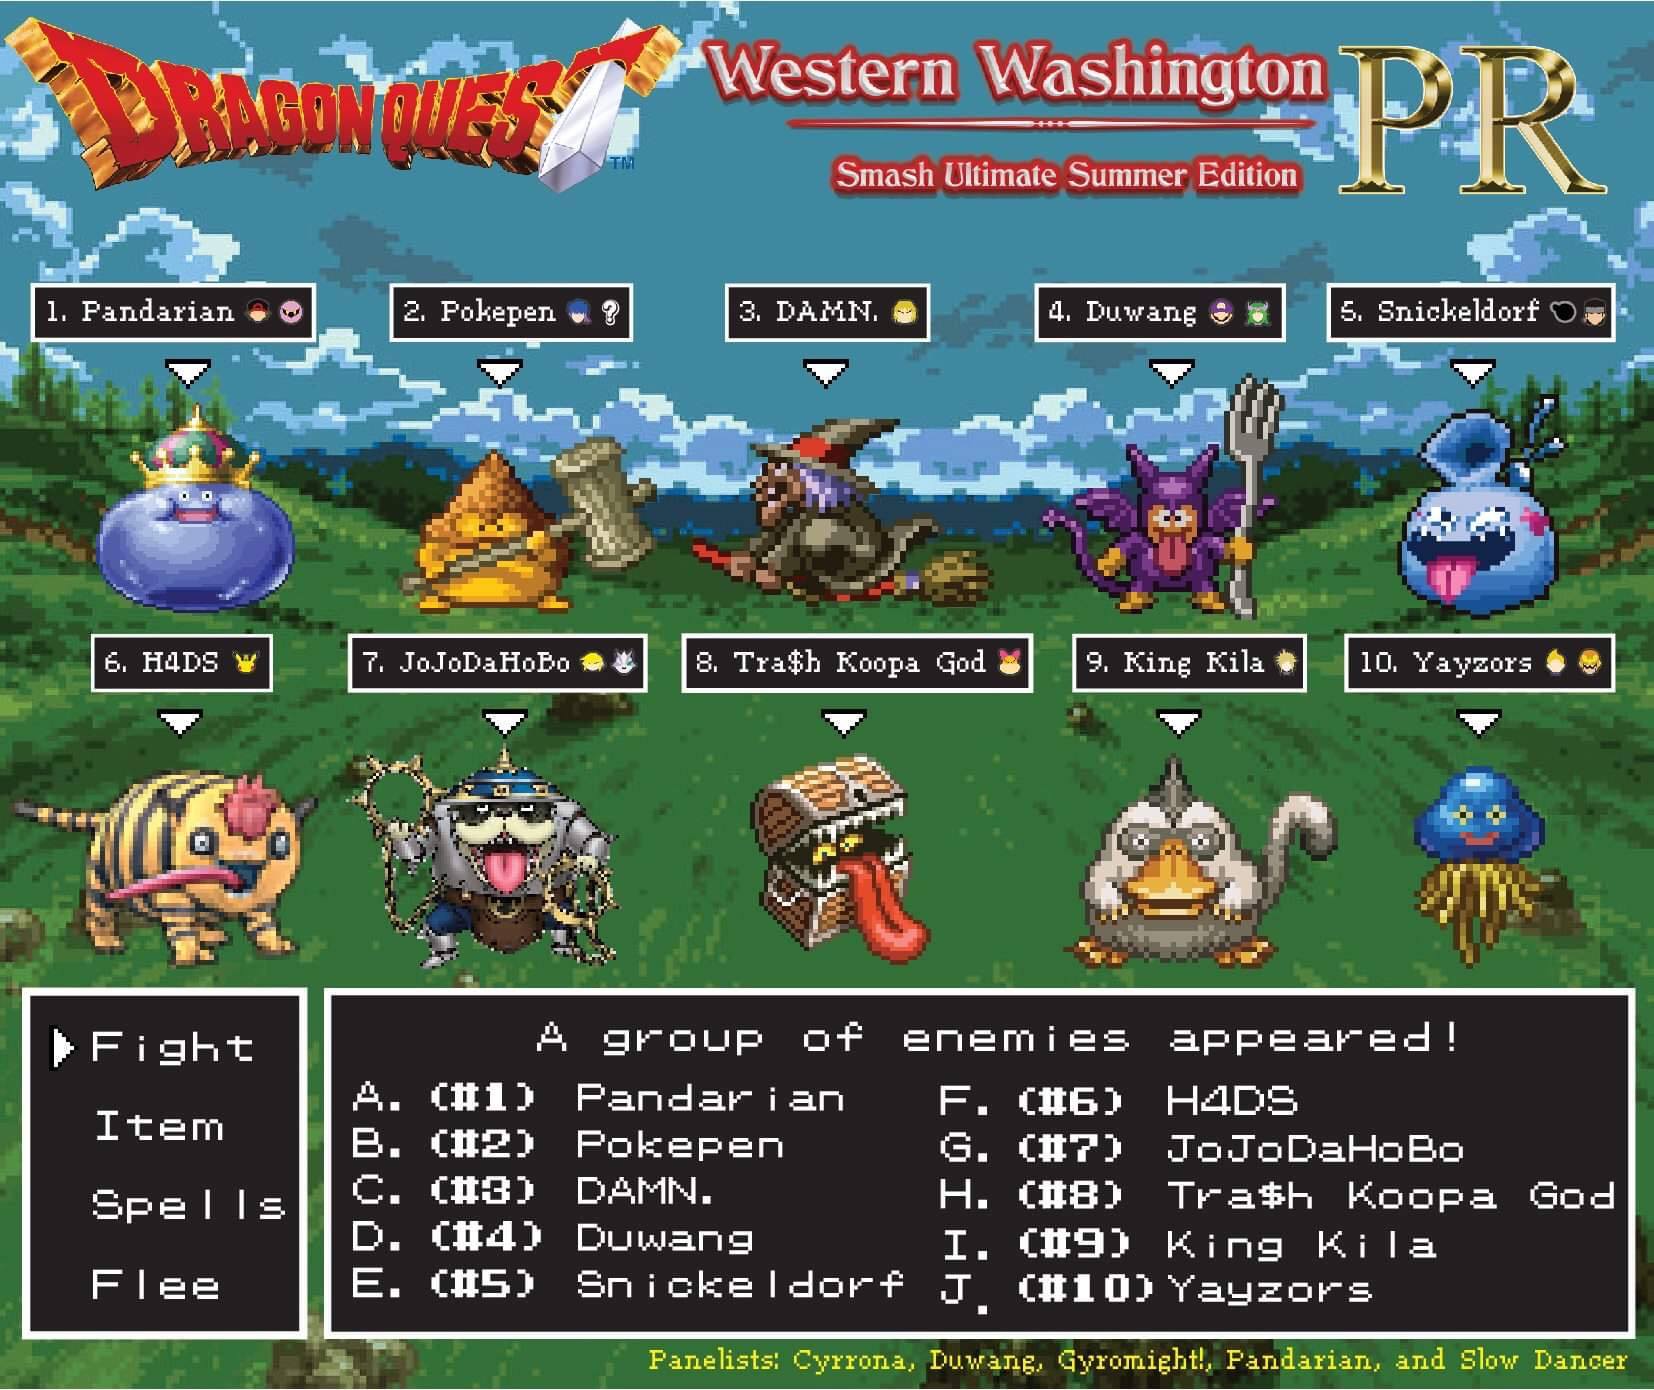 DRAGON QUEST TM
Western Washington PR
Smash Ultimate Summer Edition
1. Pandarian
2. Pokepen ?
3. DAMN.
4. Duwang
5. Snickeldorf
6. H4DS
7. JoJoDaHoBo
8. Tra$h Koopa God
9. King Kila
10. Yayzors
Fight
Item
Spells
Flee
A group of enemies appeared!
A. (#1) Pandarian
B. (#2) Pokepen
C. (#3) DAMN.
D. (#4) Duwang
E. (#5) Snickeldorf
F. (#6) H4DS
G. (#7) JoJoDaHoBo
H. (#8) Tra$h Koopa God
I. (#9) King Kila
J. (#10) Yayzors
Panelists: Cyrrona, Duwang, Gyromight!, Pandarian, and Slow Dancer